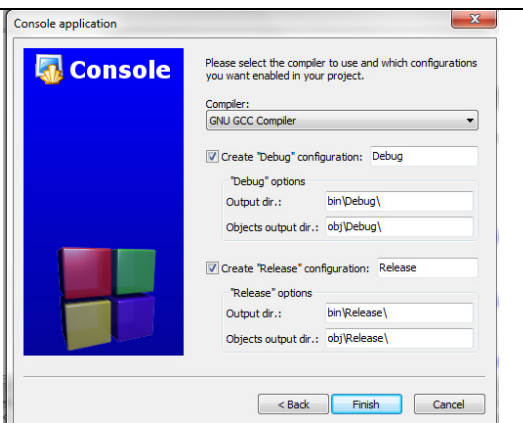 Console application
Console
Please select the compiler to use and which configurations
you want enabled in your project.
Compiler:
GNU GCC Compiler
Create "Debug" configuration: Debug
"Debug" options
Output dir.: bin\Debug\
Objects output dir.: obj\Debug\
Create "Release" configuration: Release
"Release" options
Output dir.: bin\Release\
Objects output dir.: obj\Release\
< Back Finish Cancel